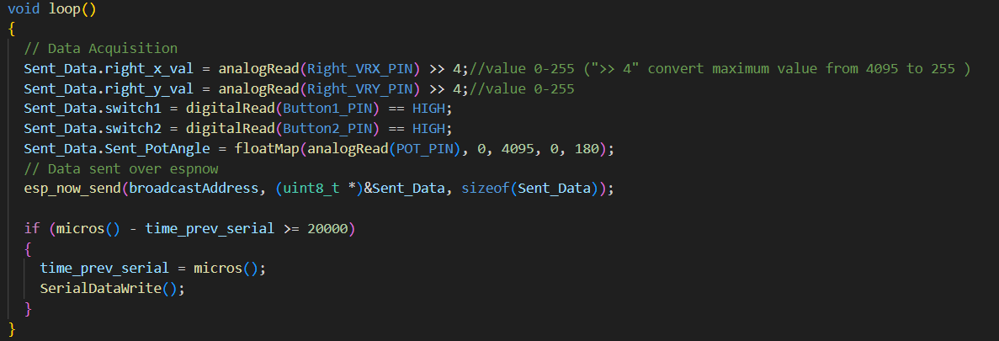 void loop()
{
// Data Acquisition
Sent_Data.right_x_val = analogRead(Right_VRX_PIN) >> 4;//value 0-255 (">> 4" convert maximum value from 4095 to 255 )
Sent_Data.right_y_val = analogRead(Right_VRY_PIN) >> 4;//value 0-255
Sent_Data.switch1 = digitalRead(Button1_PIN) == HIGH;
Sent_Data.switch2 = digitalRead(Button2_PIN) == HIGH;
Sent_Data.Sent_PotAngle = floatMap(analogRead(POT_PIN), 0, 4095, 0, 180);
// Data sent over espnow
esp_now_send(broadcastAddress, (uint8_t *)&Sent_Data, sizeof(Sent_Data));
if (micros() - time_prev_serial >= 20000)
{
time_prev_serial = micros();
SerialDataWrite();
}
}